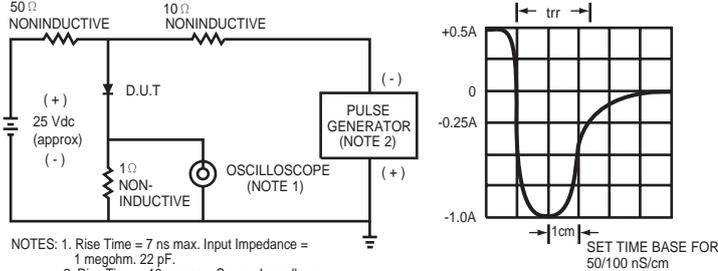 50 Ω
NONINDUCTIVE
10 Ω
NONINDUCTIVE
( + )
25 Vdc
(approx)
( - )
D.U.T
1Ω
NON-
INDUCTIVE
OSCILLOSCOPE
(NOTE 1)
( - )
PULSE
GENERATOR
(NOTE 2)
( + )
trr
+0.5A
0
-0.25A
-1.0A
1cm
SET TIME BASE FOR
50/100 nS/cm
NOTES: 1. Rise Time = 7 ns max. Input Impedance =
1 megohm. 22 pF.